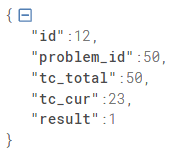 {
"id":12,
"problem_id":50,
"tc_total":50,
"tc_cur":23,
"result":1
}